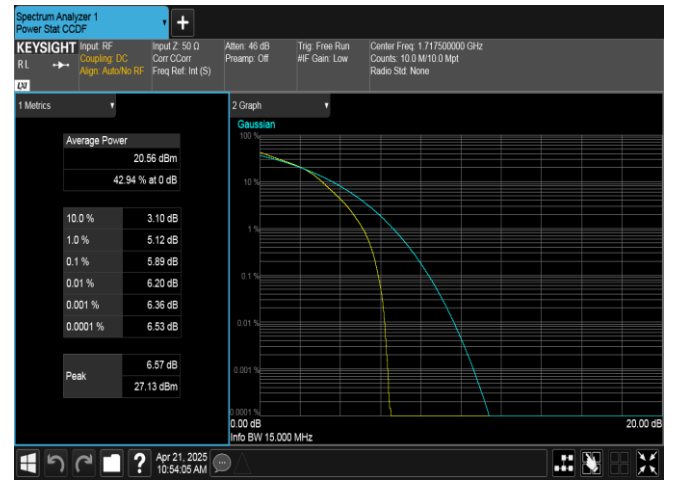 Spectrum Analyzer 1
Power Stat CCDF
+
KEYSIGHT
RL
LXI
Input: RF
Coupling: DC
Align: Auto/No RF
Input Z: 50 Ω
Corr CCorr
Freq Ref: Int (S)
Atten: 46 dB
Preamp: Off
Trig: Free Run
#IF Gain: Low
Center Freq: 1.717500000 GHz
Counts: 10.0 M/10.0 Mpt
Radio Std: None
1 Metrics
Average Power
20.56 dBm
42.94 % at 0 dB
10.0 % 3.10 dB
1.0 % 5.12 dB
0.1 % 5.89 dB
0.01 % 6.20 dB
0.001 % 6.36 dB
0.0001 % 6.53 dB
Peak
6.57 dB
27.13 dBm
2 Graph
Gaussian
100 %
10 %
1 %
0.1 %
0.01 %
0.001 %
0.0001 %
0.00 dB 20.00 dB
Info BW 15.000 MHz
?
Apr 21, 2025
10:54:05 AM